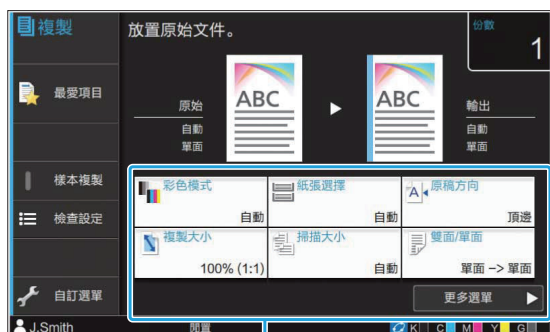 複製
放置原始文件。
份數
1
最愛項目
ABC
ABC
原始
自動
單面
輸出
自動
單面
樣本複製
檢查設定
自訂選單
彩色模式
自動
紙張選擇
自動
原稿方向
頂邊
複製大小
100% (1:1)
掃描大小
自動
雙面/單面
單面 -> 單面
更多選單
J.Smith
閒置
K C M Y G